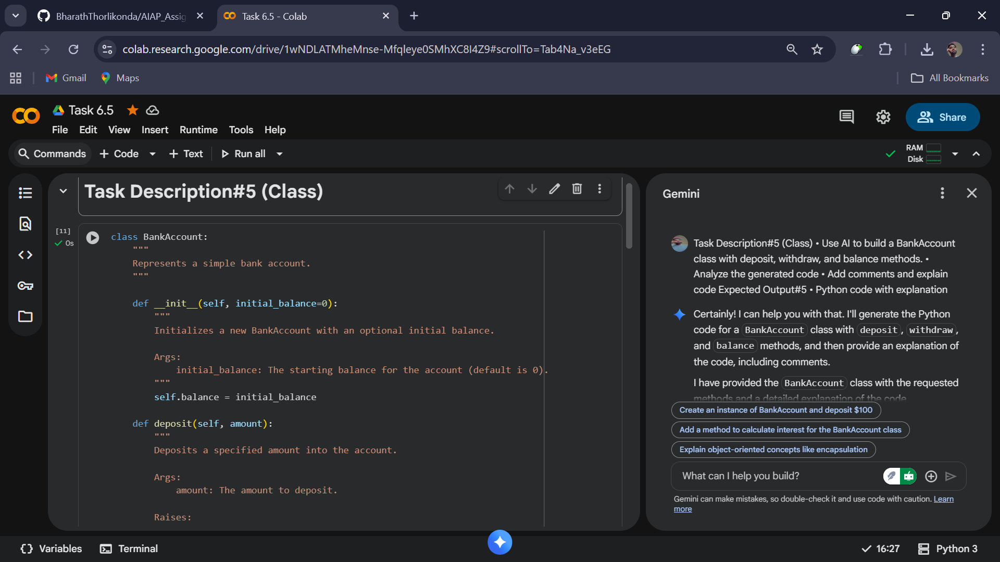 BharathThorlikonda/AIAP_Assig
Task 6.5 - Colab
colab.research.google.com/drive/1wNDLATMheMnse-Mfqleye0SMhXC8I4Z9#scrollTo=Tab4Na_v3eEG
Gmail
Maps
All Bookmarks
Task 6.5
File Edit View Insert Runtime Tools Help
Share
Commands + Code + Text Run all
RAM
Disk
Task Description#5 (Class)
[11]
0s
class BankAccount:
"""
Represents a simple bank account.
"""
def __init__(self, initial_balance=0):
"""
Initializes a new BankAccount with an optional initial balance.
Args:
initial_balance: The starting balance for the account (default is 0).
"""
self.balance = initial_balance
def deposit(self, amount):
"""
Deposits a specified amount into the account.
Args:
amount: The amount to deposit.
Raises:
Gemini
Task Description#5 (Class) • Use AI to build a BankAccount
class with deposit, withdraw, and balance methods. •
Analyze the generated code • Add comments and explain
code Expected Output#5 • Python code with explanation
Certainly! I can help you with that. I'll generate the Python
code for a BankAccount class with deposit, withdraw,
and balance methods, and then provide an explanation of
the code, including comments.
I have provided the BankAccount class with the requested
methods and a detailed explanation of the code
Create an instance of BankAccount and deposit $100
Add a method to calculate interest for the BankAccount class
Explain object-oriented concepts like encapsulation
What can I help you build?
Gemini can make mistakes, so double-check it and use code with caution. Learn
more
{} Variables
Terminal
16:27
Python 3